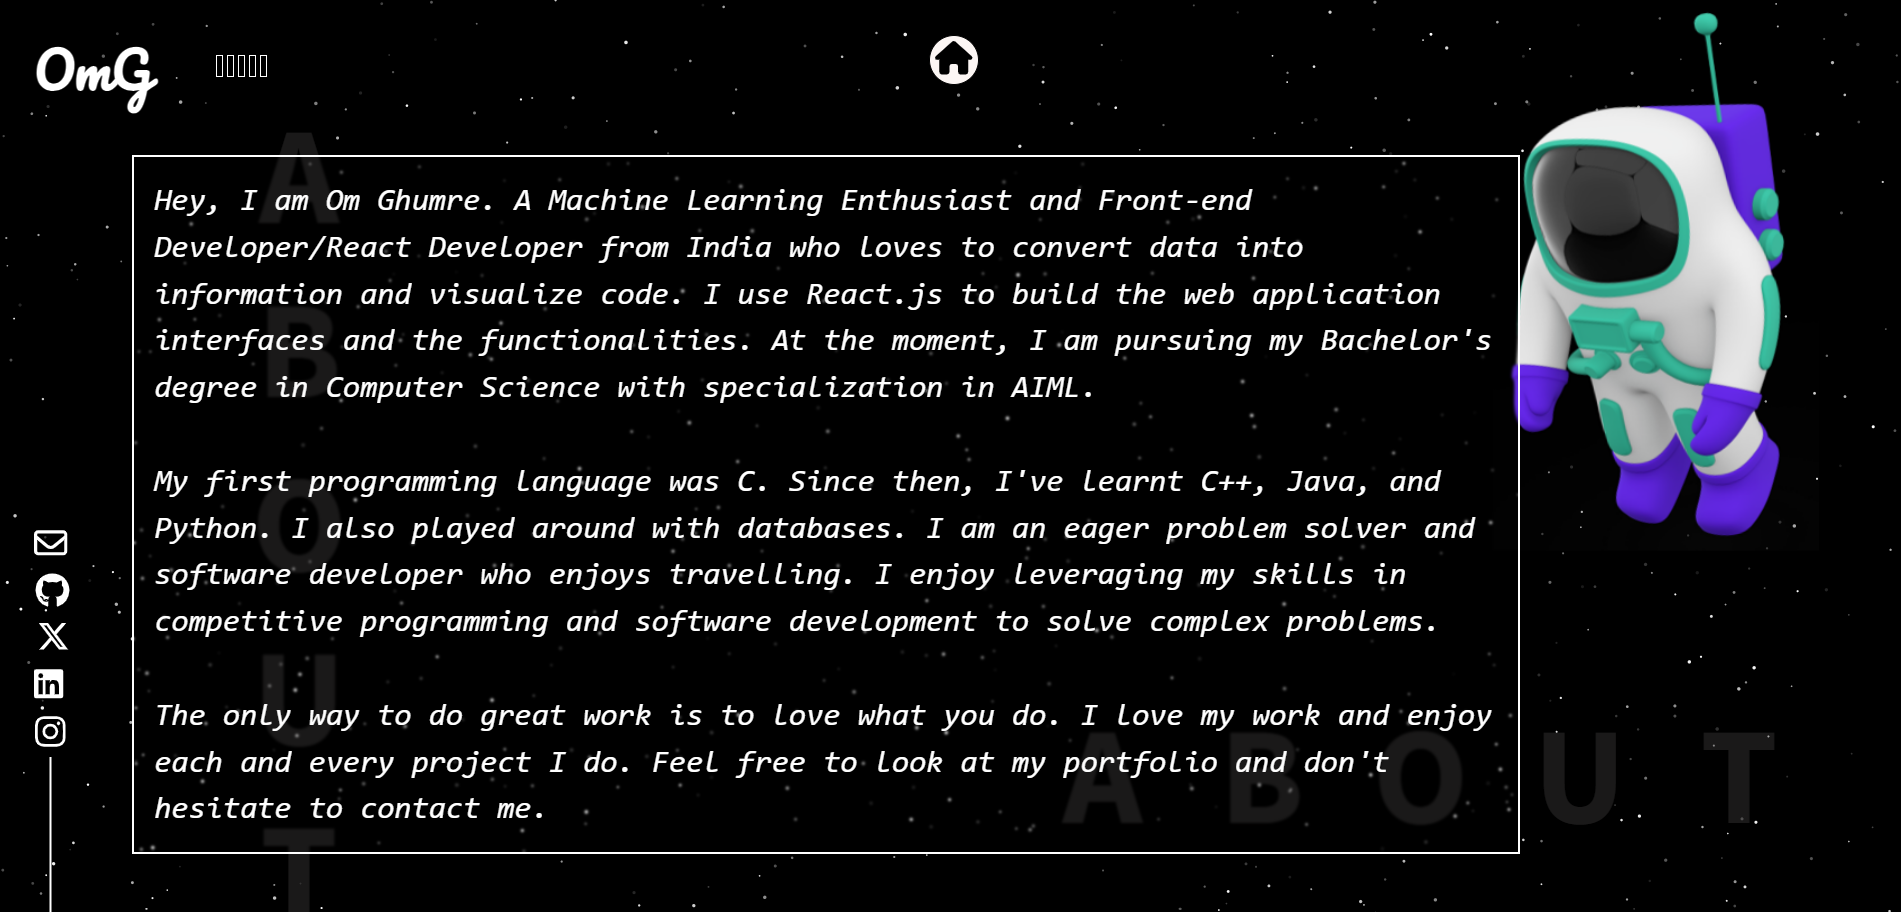 OmG
ABOUT
Hey, I am Om Ghumre. A Machine Learning Enthusiast and Front-end
Developer/React Developer from India who loves to convert data into
information and visualize code. I use React.js to build the web application
interfaces and the functionalities. At the moment, I am pursuing my Bachelor's
degree in Computer Science with specialization in AIML.
My first programming language was C. Since then, I've learnt C++, Java, and
Python. I also played around with databases. I am an eager problem solver and
software developer who enjoys travelling. I enjoy leveraging my skills in
competitive programming and software development to solve complex problems.
The only way to do great work is to love what you do. I love my work and enjoy
each and every project I do. Feel free to look at my portfolio and don't
hesitate to contact me.
ABOUT